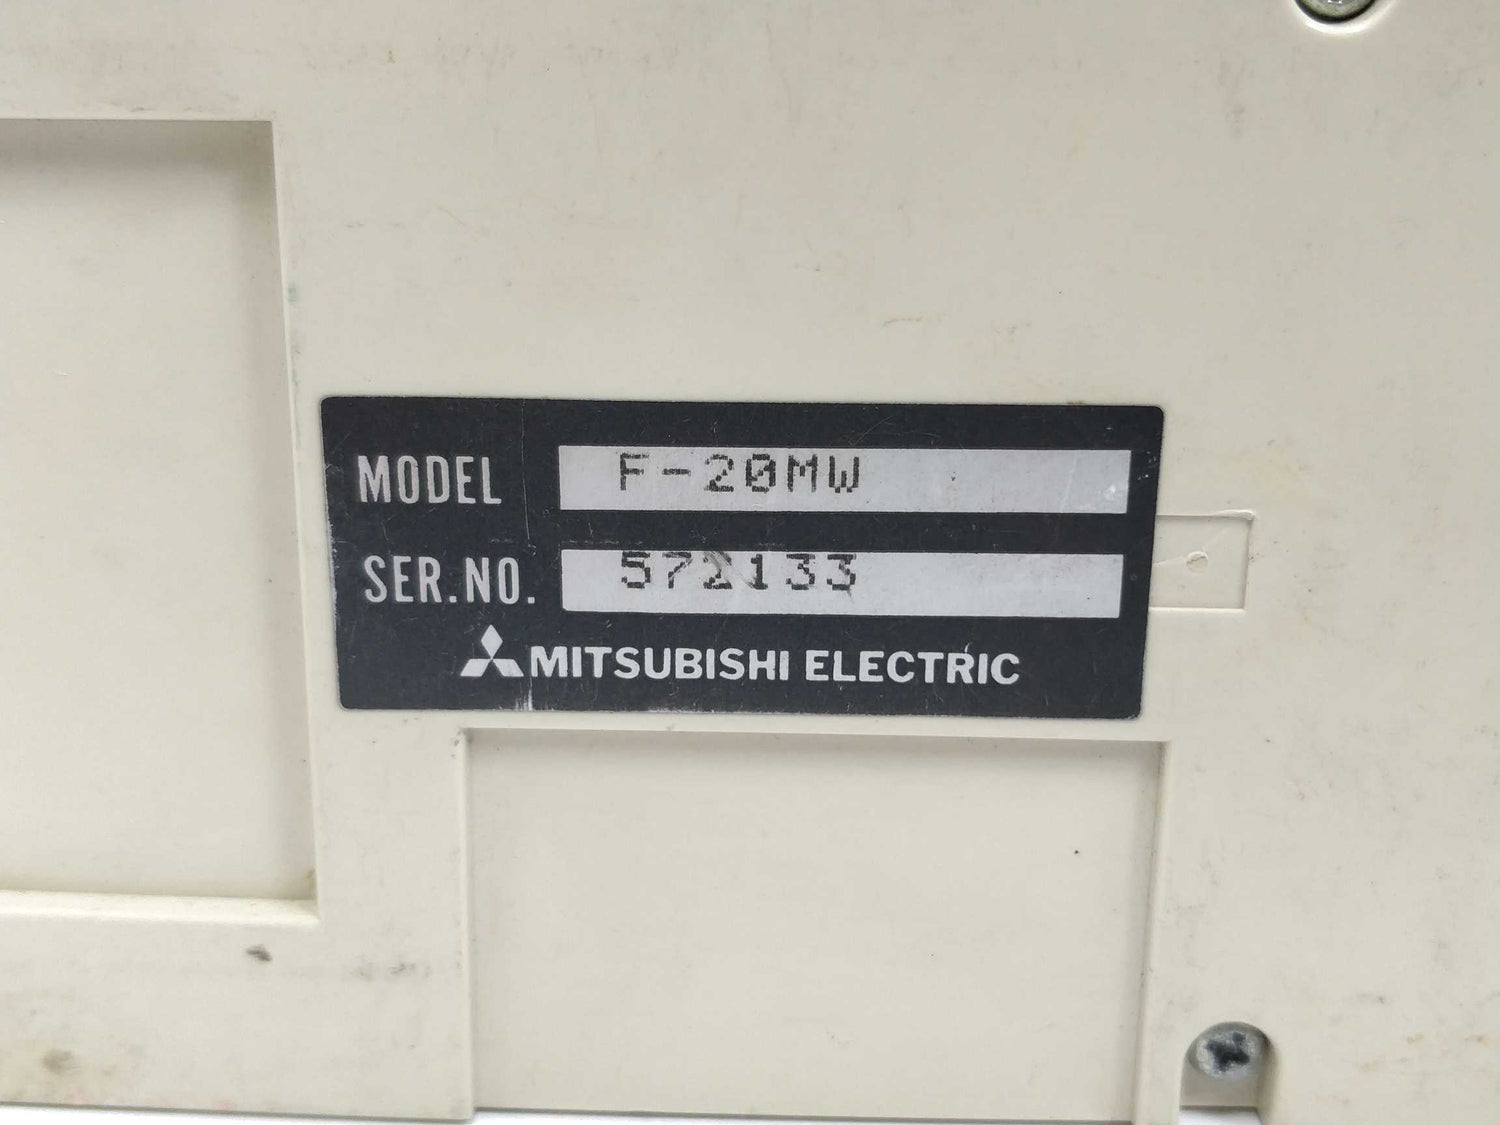 MODEL F-20MW
SER.NO. 572133
MITSUBISHI ELECTRIC